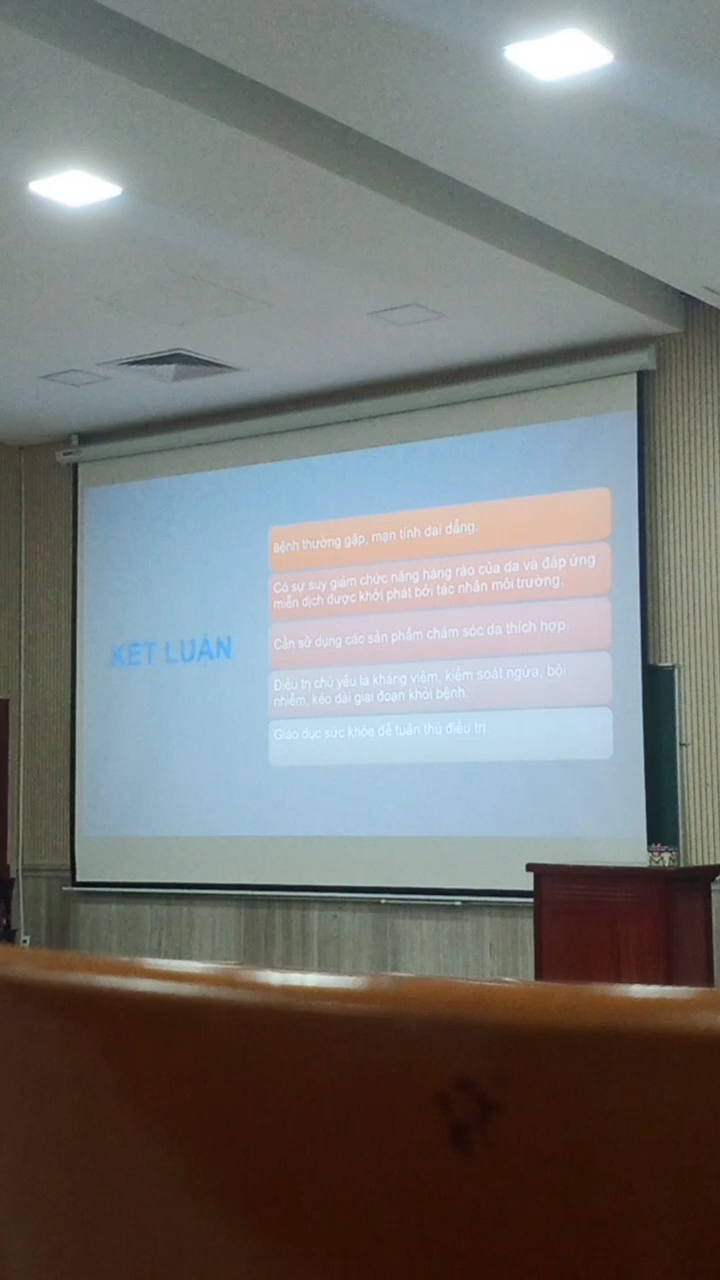 KẾT LUẬN
Bệnh thường gặp, mạn tính dai dẳng.
Có sự suy giảm chức năng hàng rào của da và đáp ứng
miễn dịch được khởi phát bởi tác nhân môi trường.
Cần sử dụng các sản phẩm chăm sóc da thích hợp.
Điều trị chủ yếu là kháng viêm, kiểm soát ngứa, bội
nhiễm, kéo dài giai đoạn khỏi bệnh.
Giáo dục sức khỏe để tuân thủ điều trị.